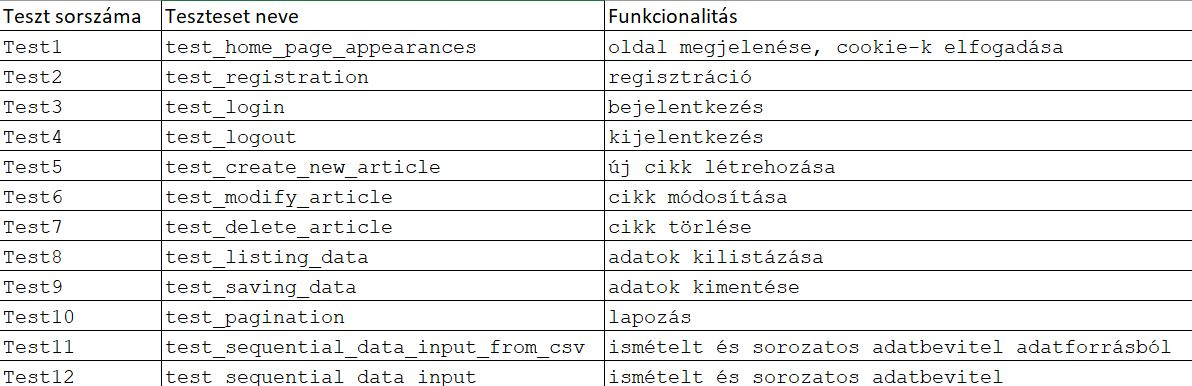 Teszt sorszáma Teszteset neve Funkcionalitás
Test1 test_home_page_appearances oldal megjelenése, cookie-k elfogadása
Test2 test_registration regisztráció
Test3 test_login bejelentkezés
Test4 test_logout kijelentkezés
Test5 test_create_new_article új cikk létrehozása
Test6 test_modify_article cikk módosítása
Test7 test_delete_article cikk törlése
Test8 test_listing_data adatok kilistázása
Test9 test_saving_data adatok kimentése
Test10 test_pagination lapozás
Test11 test_sequential_data_input_from_csv ismételt és sorozatos adatbevitel adatforrásból
Test12 test_sequential_data_input ismételt és sorozatos adatbevitel